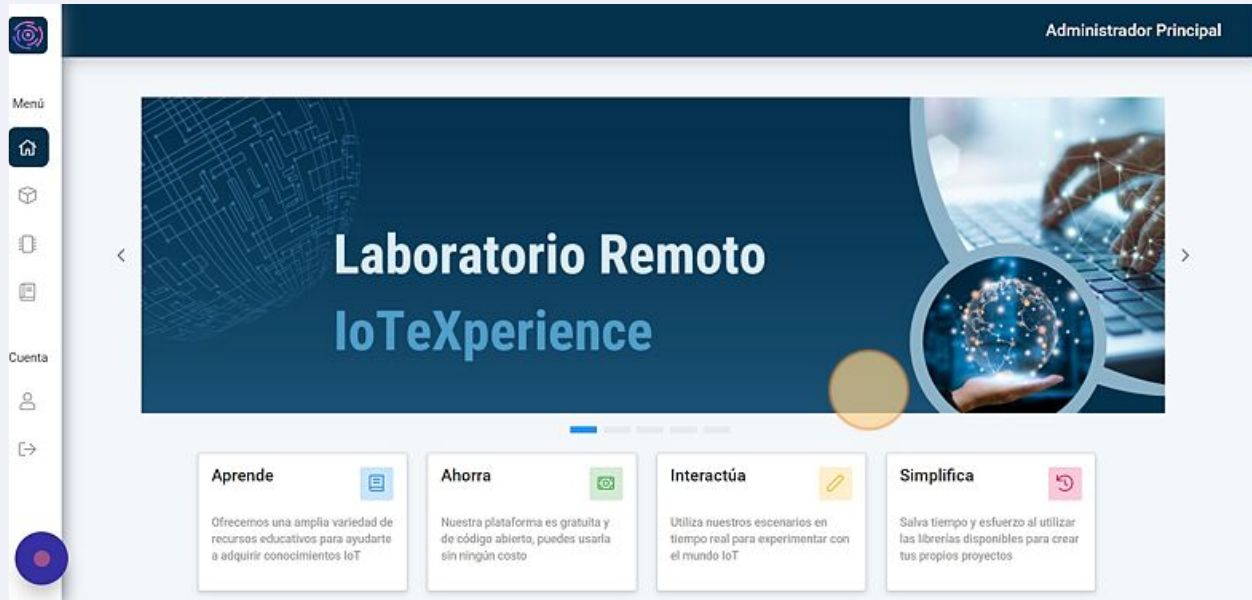 Administrador Principal
Menú
Cuenta
Laboratorio Remoto
IoTeXperience
Aprende
Ofrecemos una amplia variedad de
recursos educativos para ayudarte
a adquirir conocimientos IoT
Ahorra
Nuestra plataforma es gratuita y
de código abierto, puedes usarla
sin ningún costo
Interactúa
Utiliza nuestros escenarios en
tiempo real para experimentar con
el mundo IoT
Simplifica
Salva tiempo y esfuerzo al utilizar
las librerías disponibles para crear
tus propios proyectos